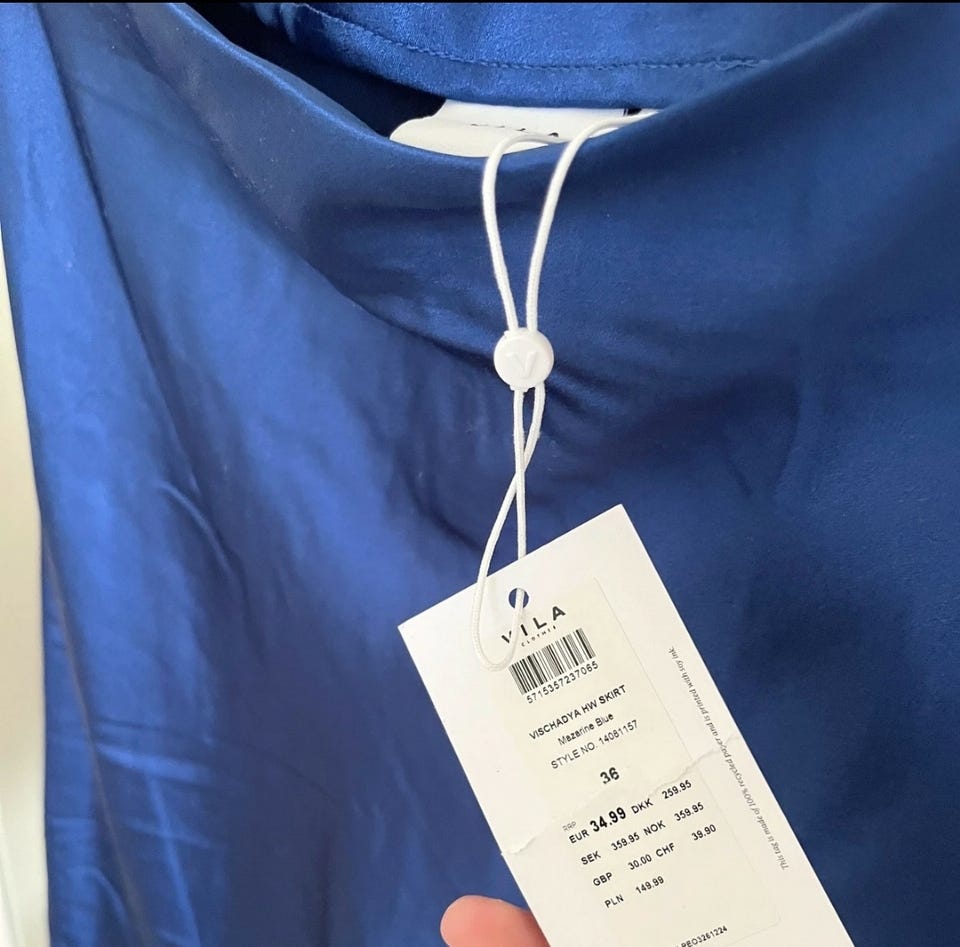 V
VILA
CLOTHES
5715357237065
VISCHADYA HW SKIRT
Mazarine Blue
STYLE NO. 14081157
36
RRP
EUR 34.99 DKK 259.95
SEK 359.95 NOK 359.95
GBP 30.00 CHF 39.90
PLN 149.99
This tag is made of 100% recycled paper and is printed with soy ink.